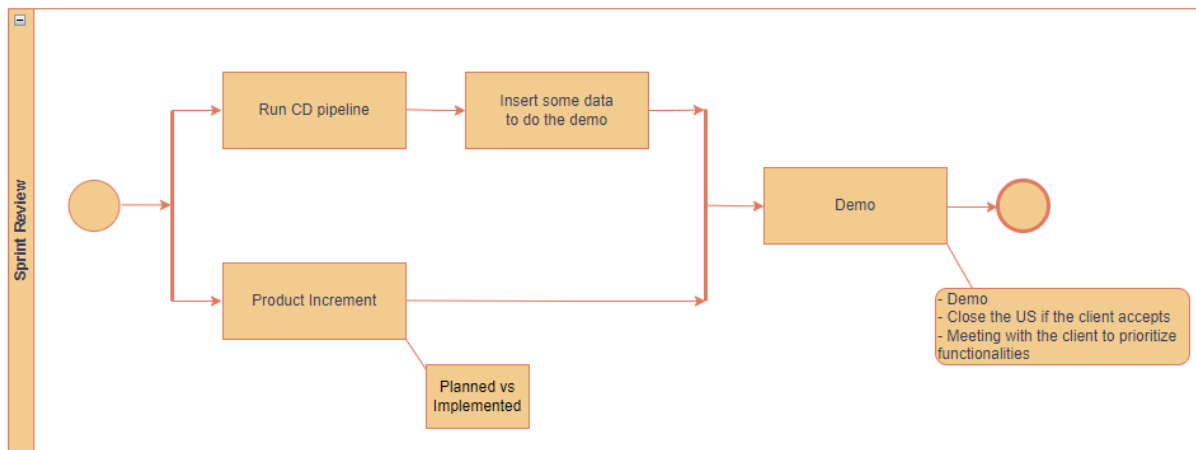 Sprint Review
Run CD pipeline
Insert some data
to do the demo
Demo
Product Increment
Planned vs
Implemented
- Demo
- Close the US if the client accepts
- Meeting with the client to prioritize
functionalities